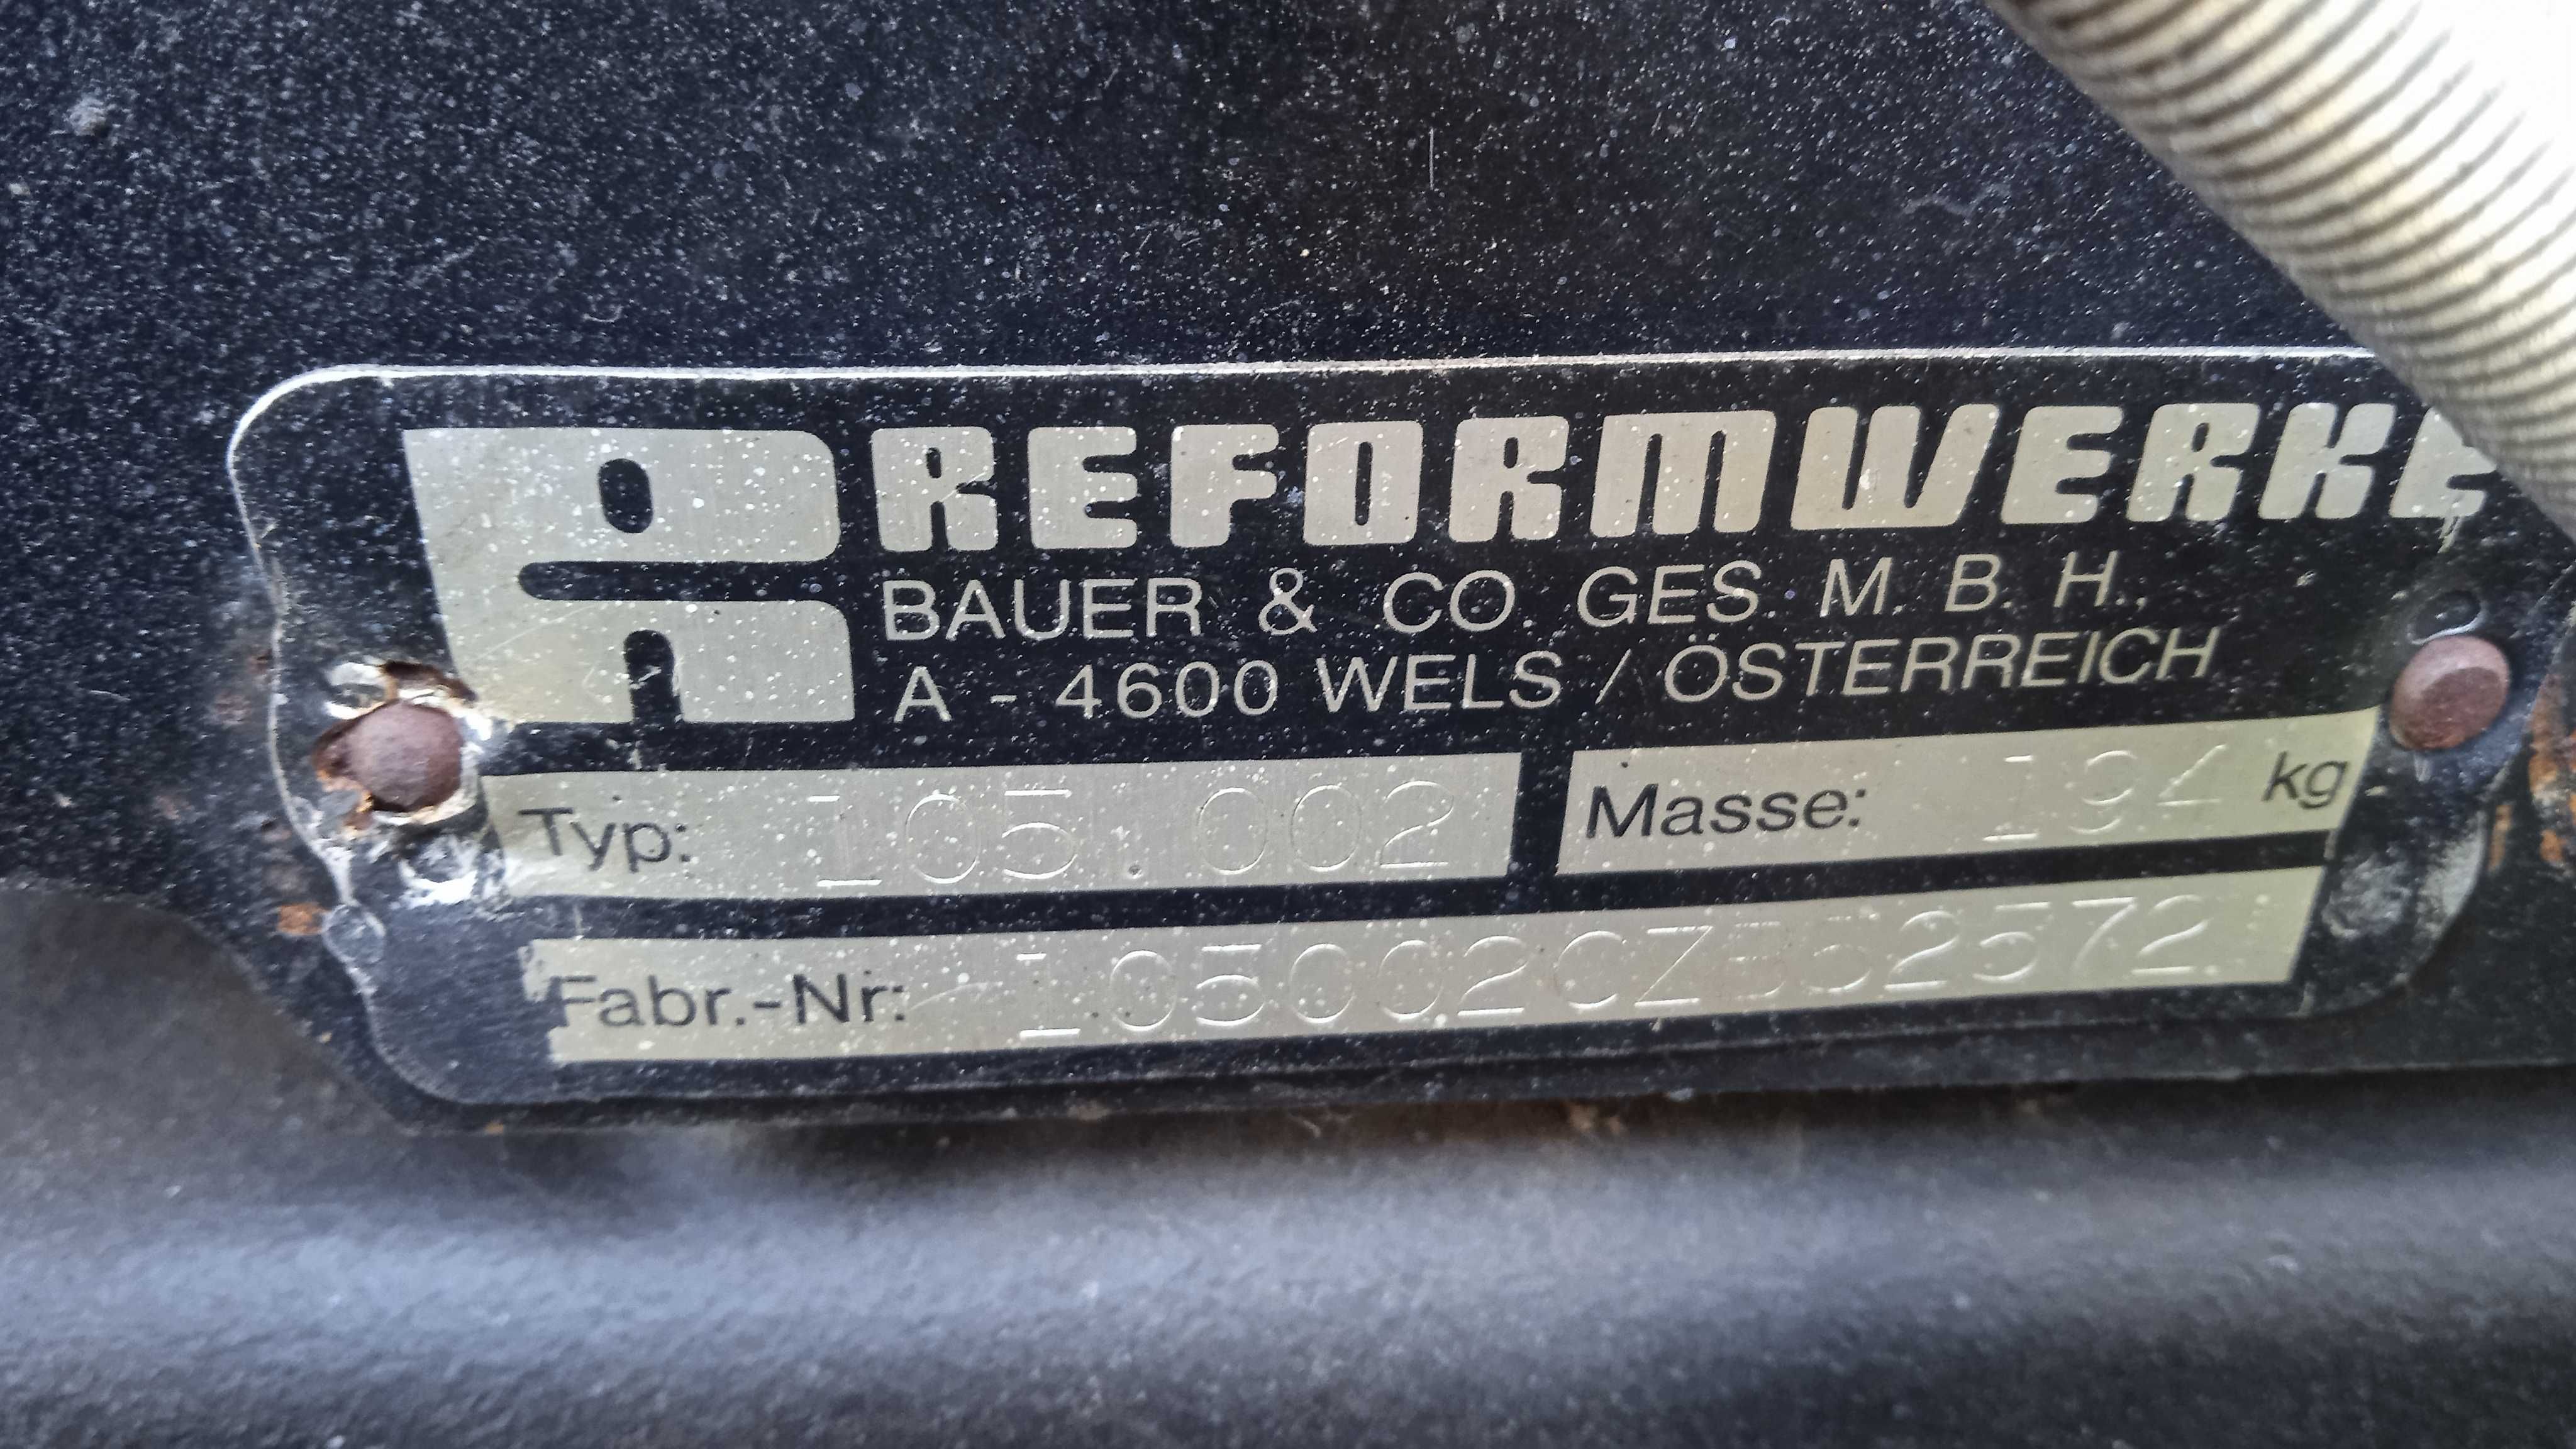 REFORMWERKE
BAUER & CO GES. M. B. H.,
A - 4600 WELS / ÖSTERREICH
Typ: 105.002 Masse: 194 kg
Fabr.-Nr: